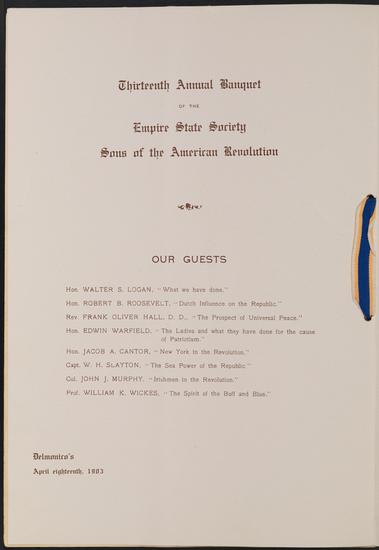 Thirteenth Annual Banquet
OF THE
Empire State Society
Sons of the American Revolution
OUR GUESTS
Hon. WALTER S. LOGAN, "What we have done."
Hon. ROBERT B. ROOSEVELT, "Dutch Influence on the Republic."
Rev. FRANK OLIVER HALL, D. D., "The Prospect of Universal Peace."
Hon. EDWIN WARFIELD, "The Ladies and what they have done for the cause
of Patriotism."
Hon. JACOB A. CANTOR, "New York in the Revolution."
Capt. W. H. SLAYTON, "The Sea Power of the Republic."
Col. JOHN J. MURPHY, "Irishmen in the Revolution."
Prof. WILLIAM K. WICKES, "The Spirit of the Buff and Blue."
Delmonico's
April eighteenth, 1903